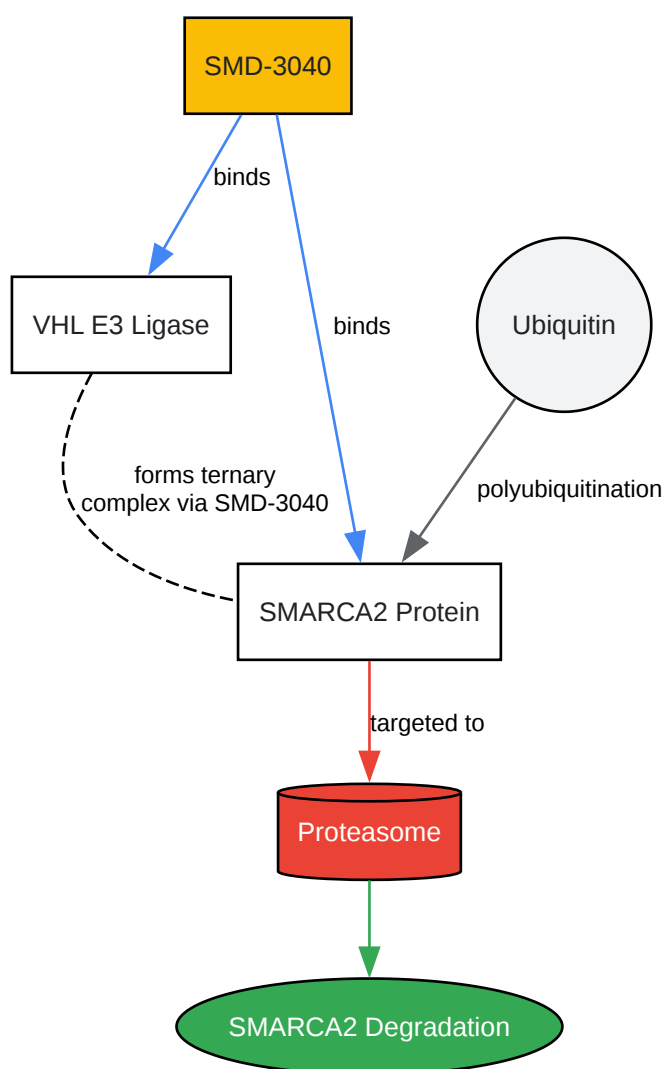 SMD-3040
binds
VHL E3 Ligase
binds
Ubiquitin
forms ternary
complex via SMD-3040
polyubiquitination
SMARCA2 Protein
targeted to
Proteasome
SMARCA2 Degradation